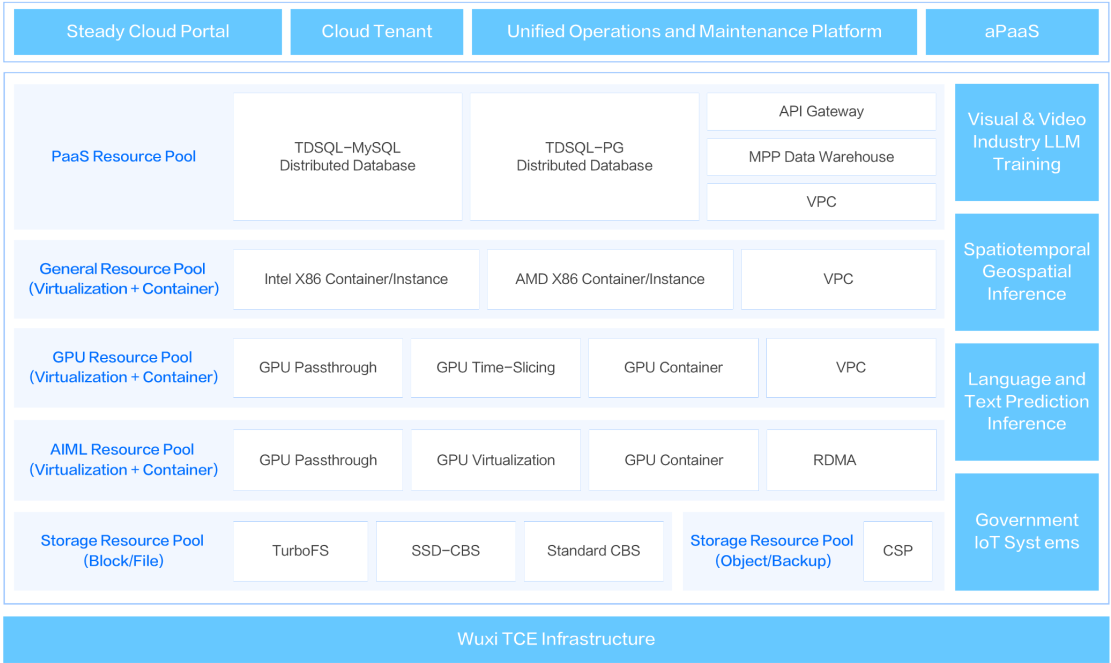 Steady Cloud Portal
Cloud Tenant
Unified Operations and Maintenance Platform
aPaaS
PaaS Resource Pool
TDSQL-MySQL
Distributed Database
TDSQL-PG
Distributed Database
API Gateway
MPP Data Warehouse
VPC
General Resource Pool
(Virtualization + Container)
Intel X86 Container/Instance
AMD X86 Container/Instance
VPC
GPU Resource Pool
(Virtualization + Container)
GPU Passthrough
GPU Time-Slicing
GPU Container
VPC
AIML Resource Pool
(Virtualization + Container)
GPU Passthrough
GPU Virtualization
GPU Container
RDMA
Storage Resource Pool
(Block/File)
TurboFS
SSD-CBS
Standard CBS
Storage Resource Pool
(Object/Backup)
CSP
Visual & Video
Industry LLM
Training
Spatiotemporal
Geospatial
Inference
Language and
Text Prediction
Inference
Government
IoT Syst ems
Wuxi TCE Infrastructure